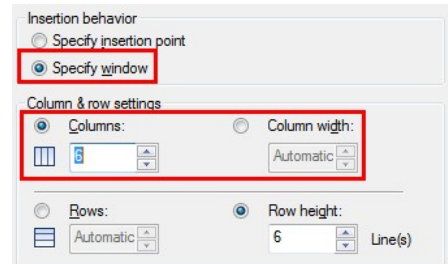 Insertion behavior
Specify insertion point
Specify window
Column & row settings
Columns: Column width:
6 Automatic
Rows: Row height:
Automatic 6 Line(s)